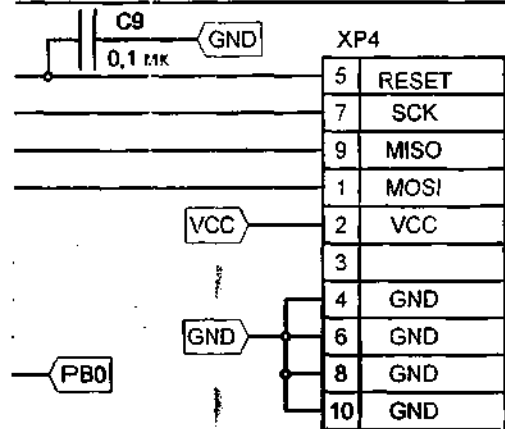 C9
GND
0,1 мк
XP4
5 RESET
7 SCK
9 MISO
1 MOSI
VCC
2 VCC
3
4 GND
GND
6 GND
PB0
8 GND
10 GND